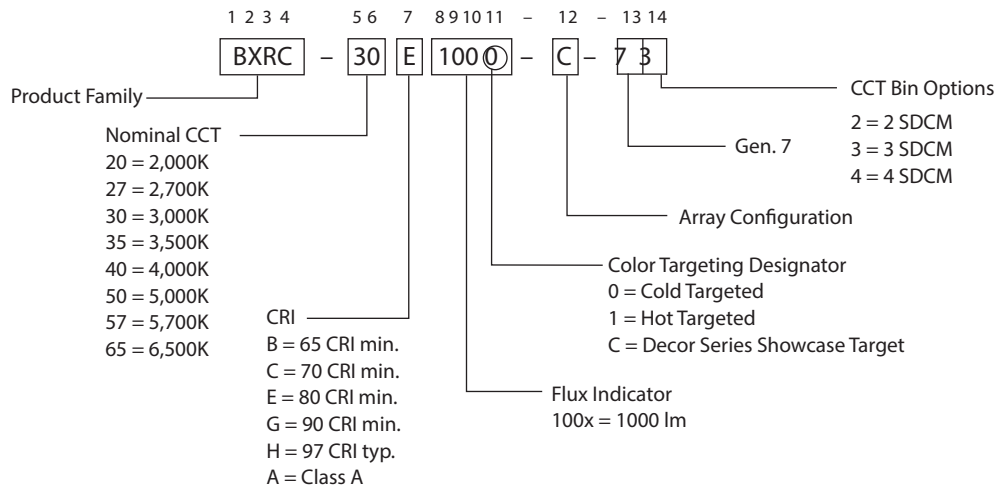 1 2 3 4 5 6 7 8 9 10 11 – 12 – 13 14
BXRC – 30 E 100 0 – C – 7 3
Product Family
CCT Bin Options
2 = 2 SDCM
3 = 3 SDCM
4 = 4 SDCM
Nominal CCT
20 = 2,000K
27 = 2,700K
30 = 3,000K
35 = 3,500K
40 = 4,000K
50 = 5,000K
57 = 5,700K
65 = 6,500K
Gen. 7
Array Configuration
Color Targeting Designator
0 = Cold Targeted
1 = Hot Targeted
C = Decor Series Showcase Target
CRI
B = 65 CRI min.
C = 70 CRI min.
E = 80 CRI min.
G = 90 CRI min.
H = 97 CRI typ.
A = Class A
Flux Indicator
100x = 1000 lm